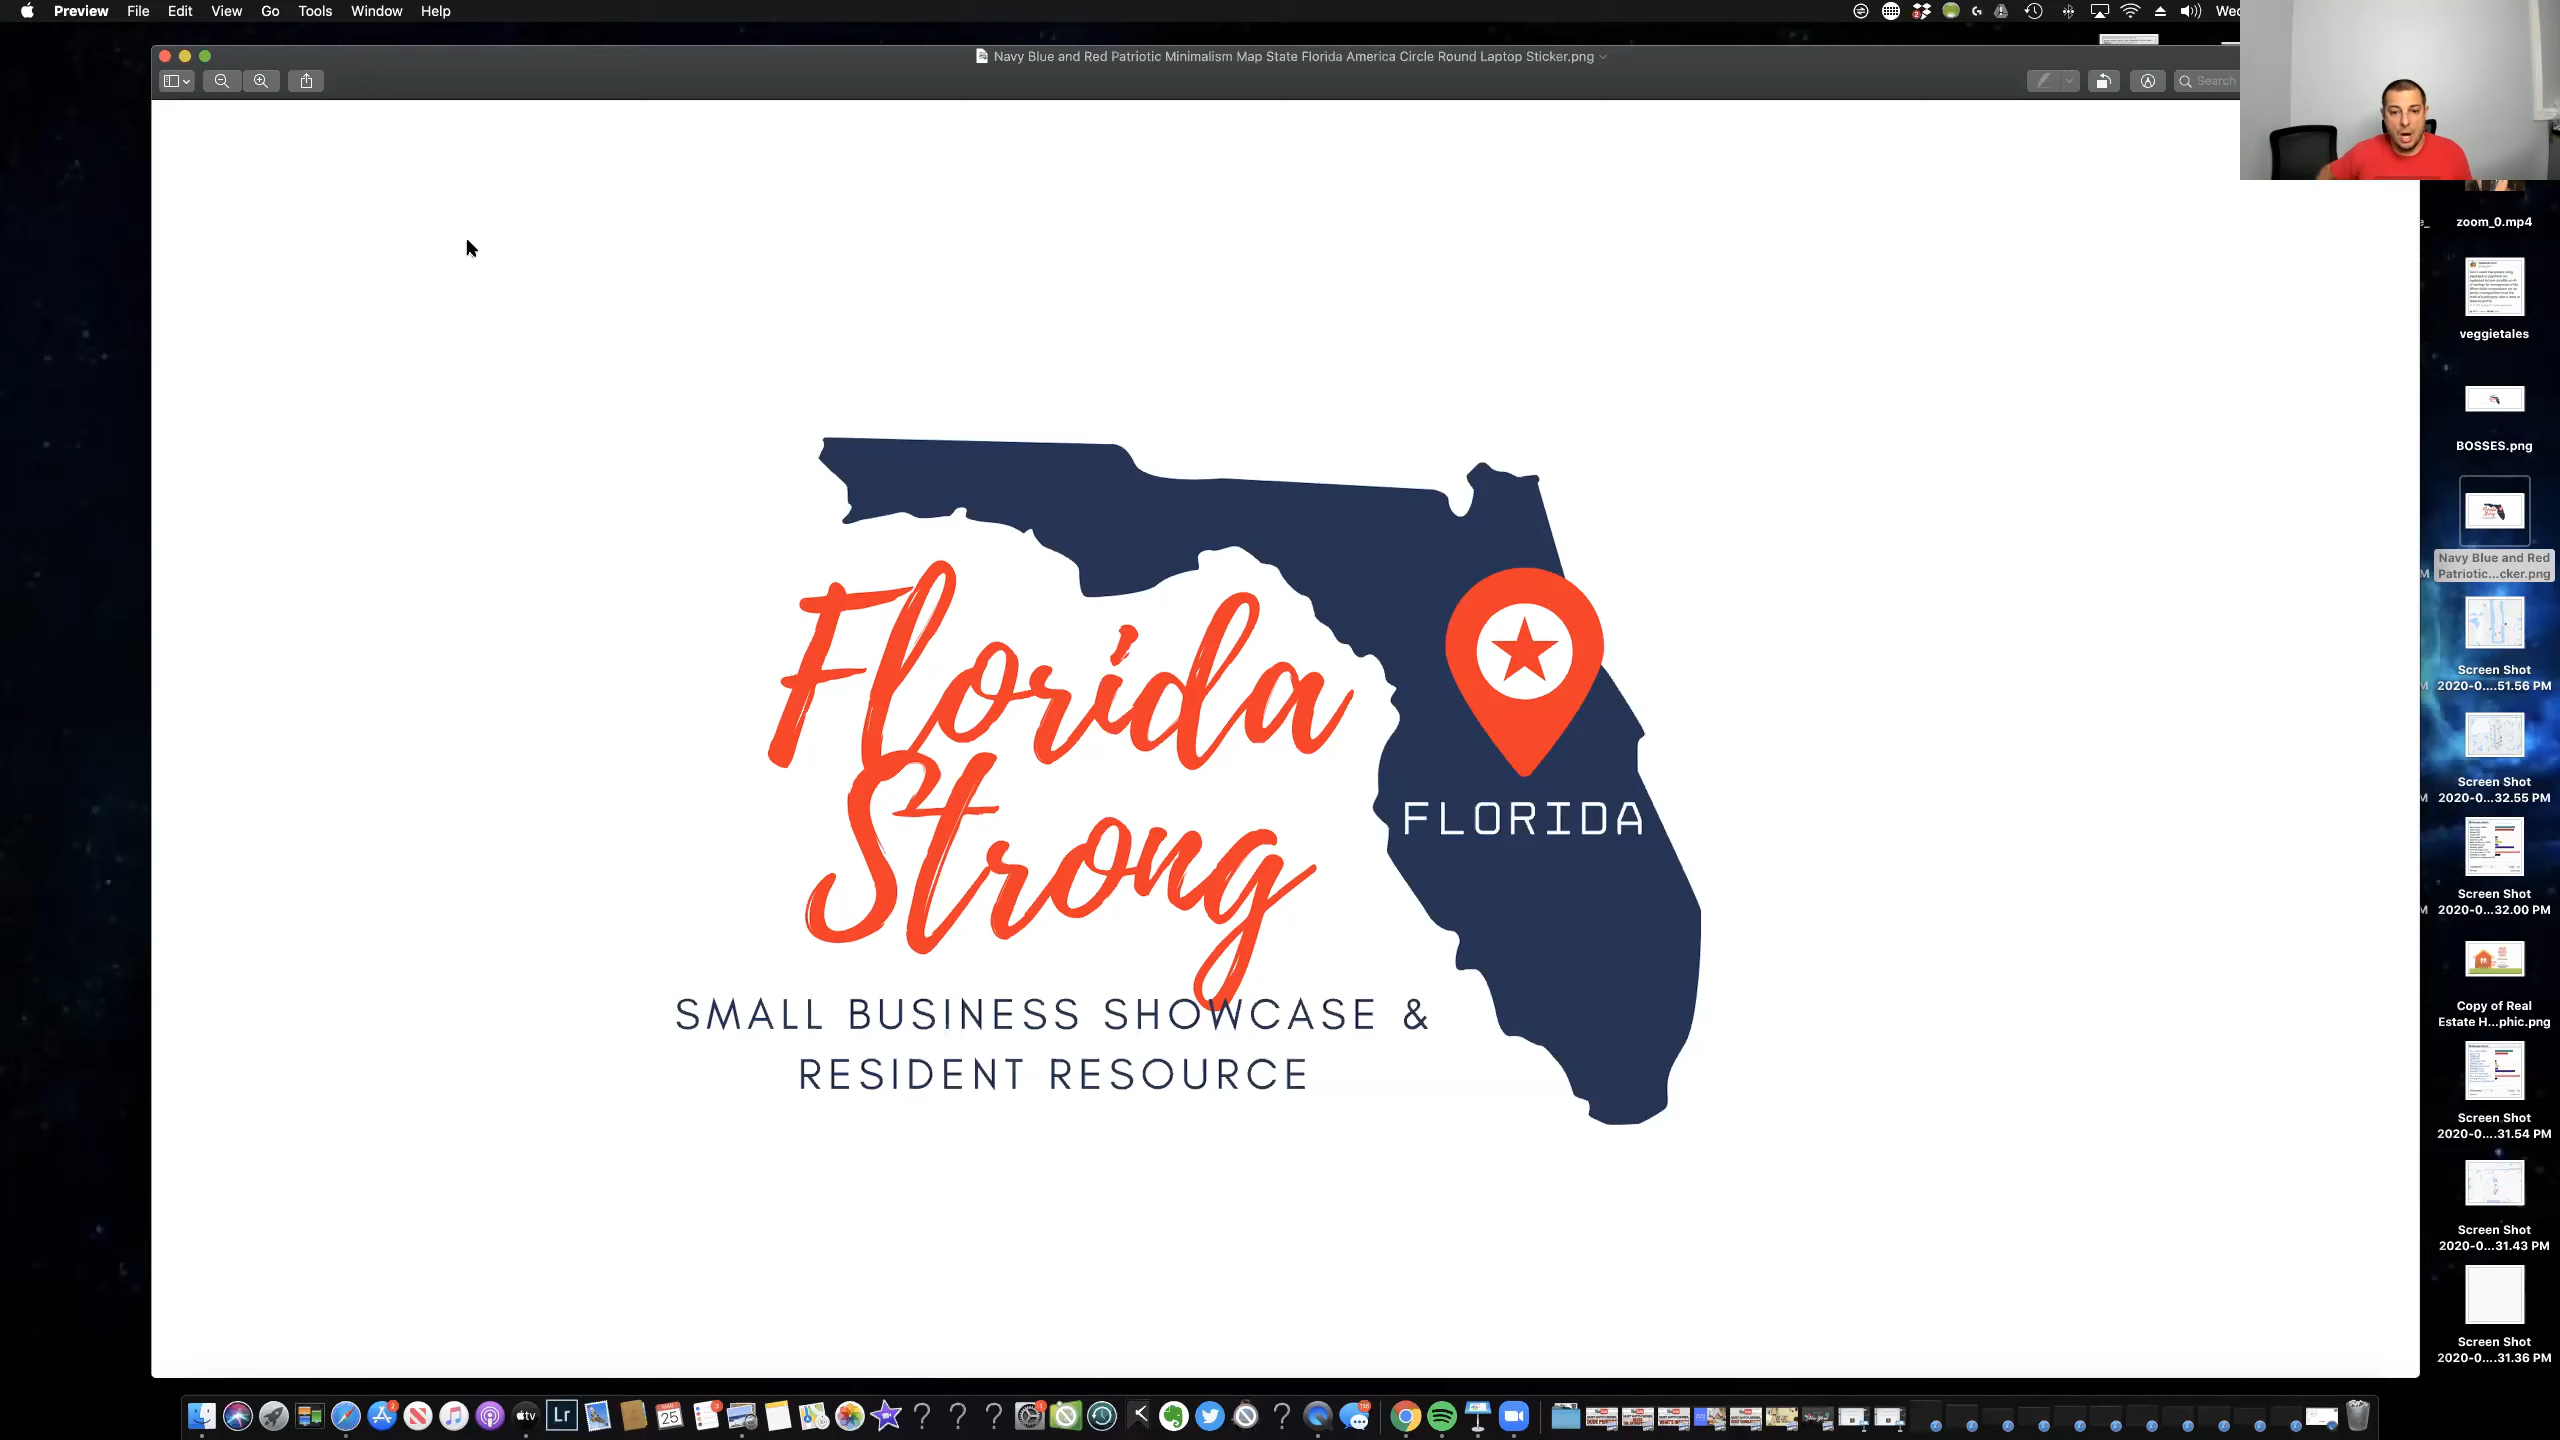 Preview File Edit View Go Tools Window Help
Navy Blue and Red Patriotic Minimalism Map State Florida America Circle Round Laptop Sticker.png
Search
Florida
Strong
FLORIDA
SMALL BUSINESS SHOWCASE &
RESIDENT RESOURCE
zoom_0.mp4
veggietales
BOSSES.png
Navy Blue and Red
Patriotic...cker.png
Screen Shot
2020-0....51.56 PM
Screen Shot
2020-0...32.55 PM
Screen Shot
2020-0...32.00 PM
Copy of Real
Estate H...phic.png
Screen Shot
2020-0....31.54 PM
Screen Shot
2020-0...31.43 PM
Screen Shot
2020-0....31.36 PM
tv
Lr
MAR
25